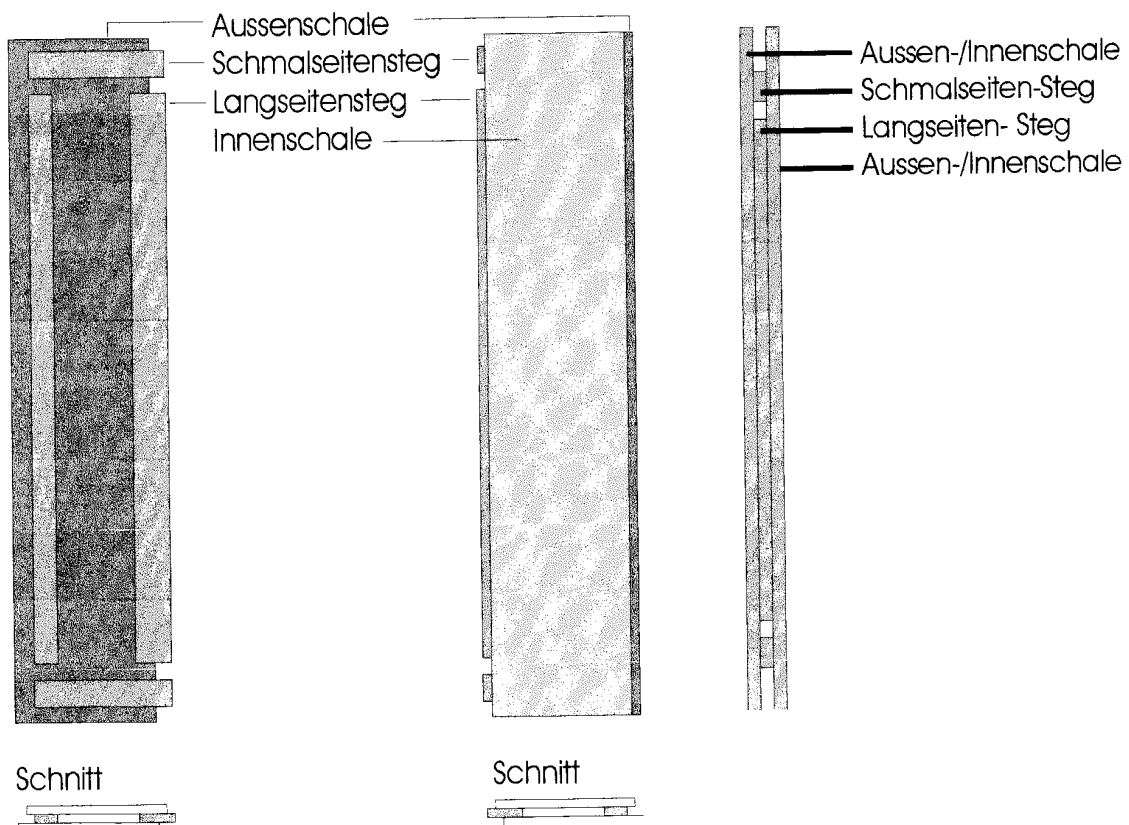 Aussenschale
Schmalseitensteg
Langseitensteg
Innenschale
Aussen-/Innenschale
Schmalseiten-Steg
Langseiten- Steg
Aussen-/Innenschale
Schnitt
Schnitt